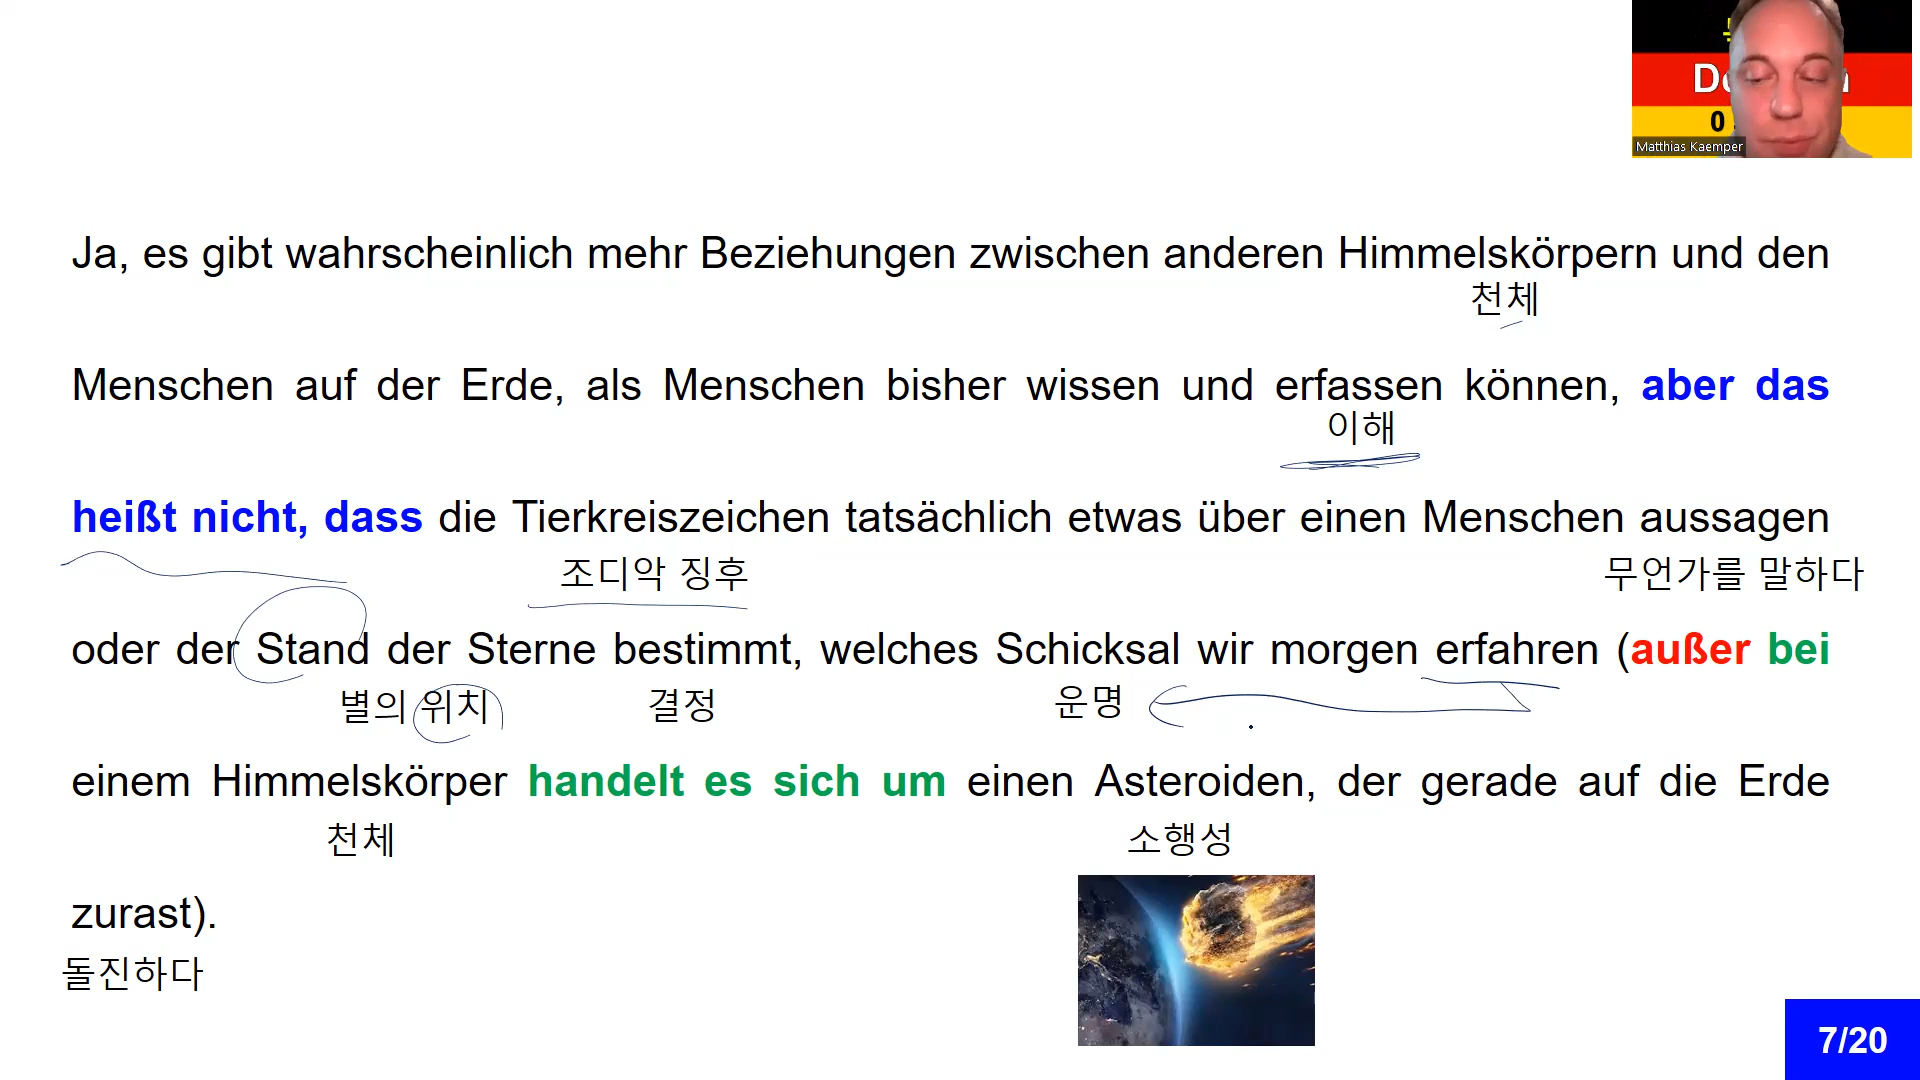 Matthias Kaemper
Ja, es gibt wahrscheinlich mehr Beziehungen zwischen anderen Himmelskörpern und den
천체
Menschen auf der Erde, als Menschen bisher wissen und erfassen können, aber das
이해
heißt nicht, dass die Tierkreiszeichen tatsächlich etwas über einen Menschen aussagen
조디악 징후 무언가를 말하다
oder der Stand der Sterne bestimmt, welches Schicksal wir morgen erfahren (außer bei
별의 위치 결정 운명
einem Himmelskörper handelt es sich um einen Asteroiden, der gerade auf die Erde
천체 소행성
zurast).
돌진하다
7/20